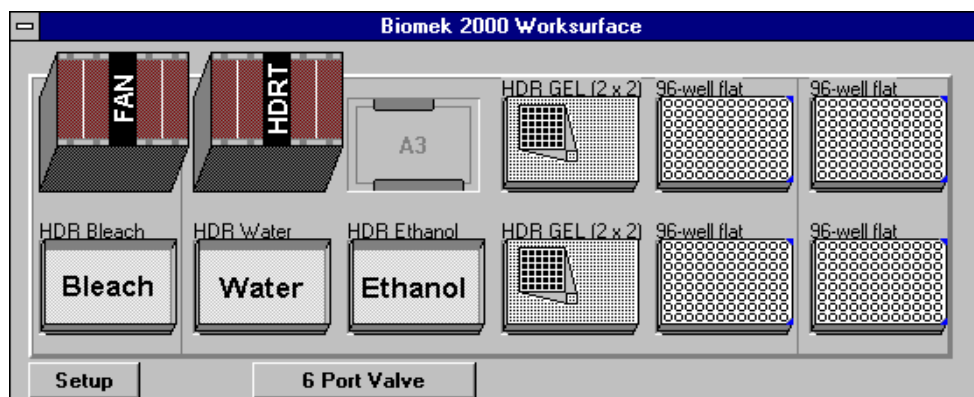 Biomek 2000 Worksurface
FAN
HDRT
A3
HDR GEL (2 x 2)
96-well flat
96-well flat
HDR Bleach
HDR Water
HDR Ethanol
HDR GEL (2 x 2)
96-well flat
96-well flat
Bleach
Water
Ethanol
Setup
6 Port Valve